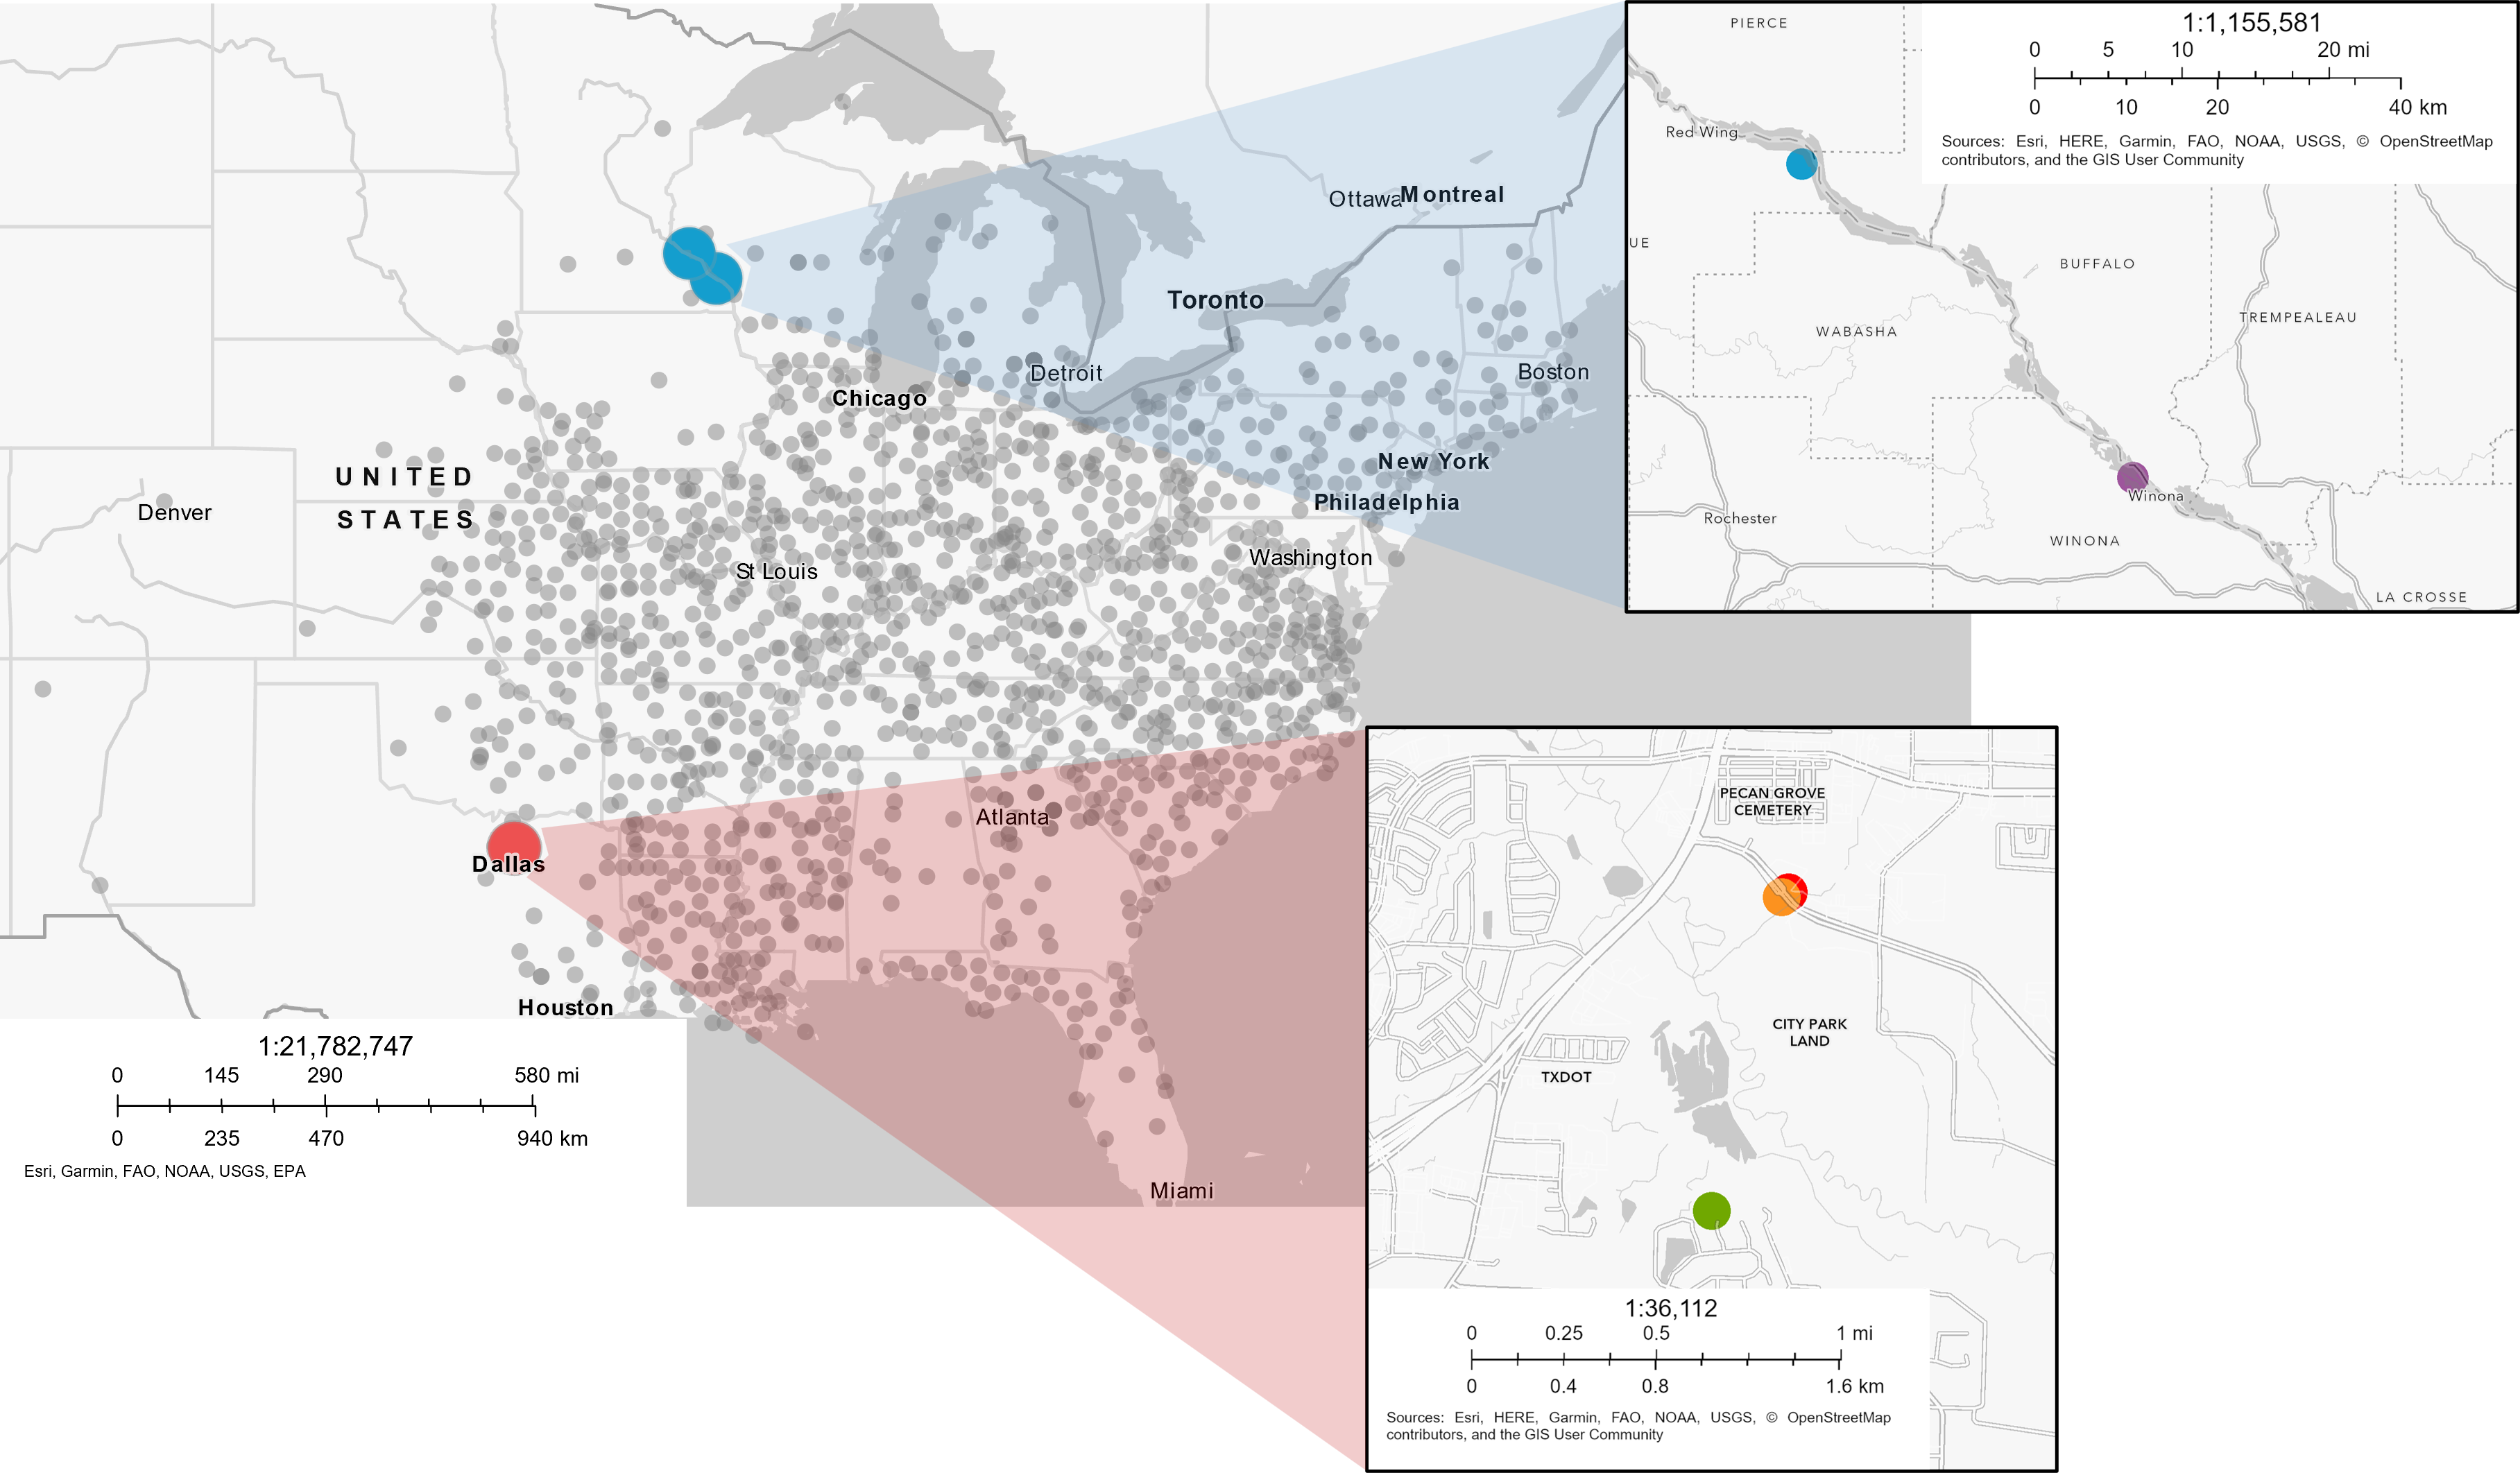 UNITED
STATES
Denver
Ottawa
Montreal
Toronto
Detroit
Chicago
Boston
New York
Philadelphia
Washington
St Louis
Atlanta
Dallas
Houston
Miami
1:21,782,747
0 145 290 580 mi
0 235 470 940 km
Esri, Garmin, FAO, NOAA, USGS, EPA
PIERCE
Red Wing
UE
BUFFALO
WABASHA
TREMPEALEAU
Winona
Rochester
WINONA
LA CROSSE
1:1,155,581
0 5 10 20 mi
0 10 20 40 km
Sources: Esri, HERE, Garmin, FAO, NOAA, USGS, © OpenStreetMap
contributors, and the GIS User Community
PECAN GROVE
CEMETERY
CITY PARK
LAND
TXDOT
1:36,112
0 0.25 0.5 1 mi
0 0.4 0.8 1.6 km
Sources: Esri, HERE, Garmin, FAO, NOAA, USGS, © OpenStreetMap
contributors, and the GIS User Community